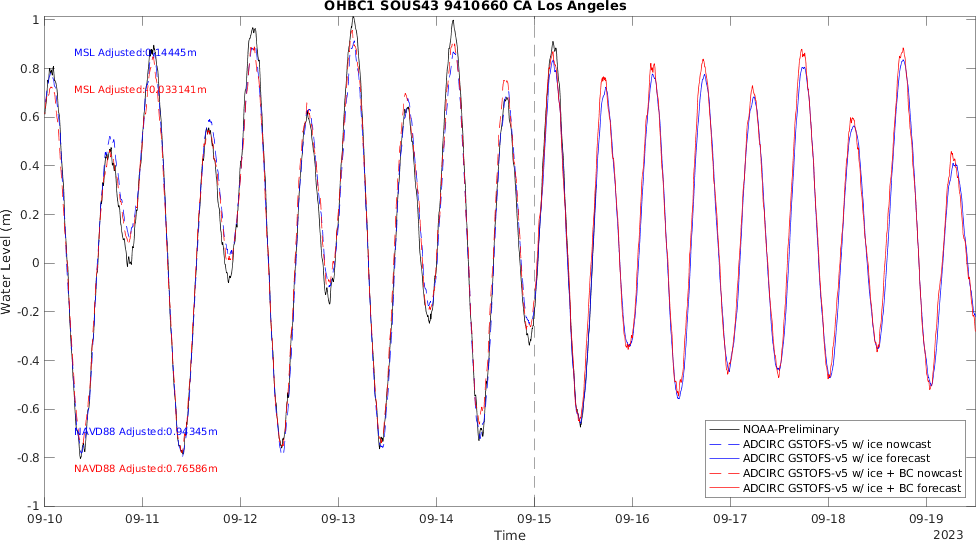 OHBC1 SOUS43 9410660 CA Los Angeles
1
0.8
0.6
0.4
0.2
0
-0.2
-0.4
-0.6
-0.8
-1
Water Level (m)
MSL Adjusted:0.14445m
MSL Adjusted:-0.033141m
NAVD88 Adjusted:0.94345m
NAVD88 Adjusted:0.76586m
NOAA-Preliminary
ADCIRC GSTOFS-v5 w/ ice nowcast
ADCIRC GSTOFS-v5 w/ ice forecast
ADCIRC GSTOFS-v5 w/ ice + BC nowcast
ADCIRC GSTOFS-v5 w/ ice + BC forecast
09-10 09-11 09-12 09-13 09-14 09-15 09-16 09-17 09-18 09-19
Time
2023